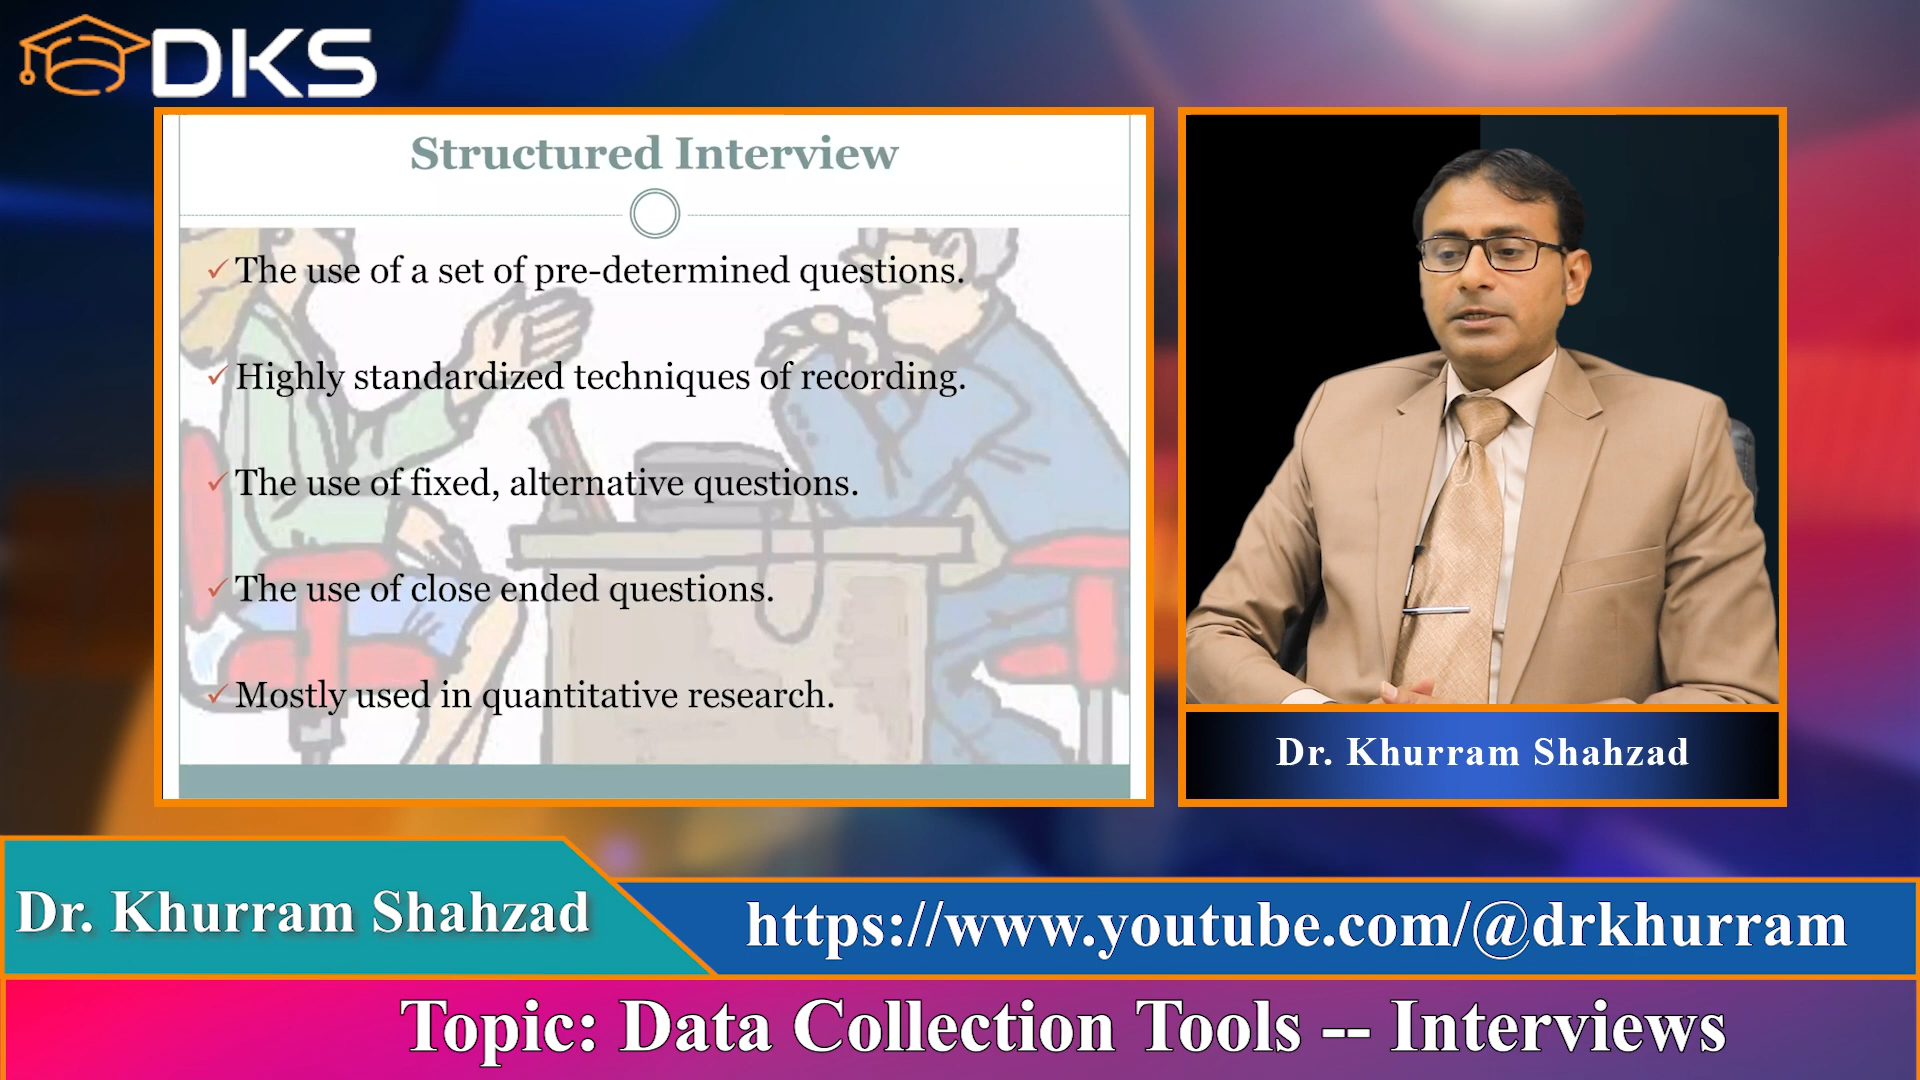 DKS
Structured Interview
The use of a set of pre-determined questions.
Highly standardized techniques of recording.
The use of fixed, alternative questions.
The use of close ended questions.
Mostly used in quantitative research.
Dr. Khurram Shahzad
Dr. Khurram Shahzad
https://www.youtube.com/@drkhurram
Topic: Data Collection Tools -- Interviews